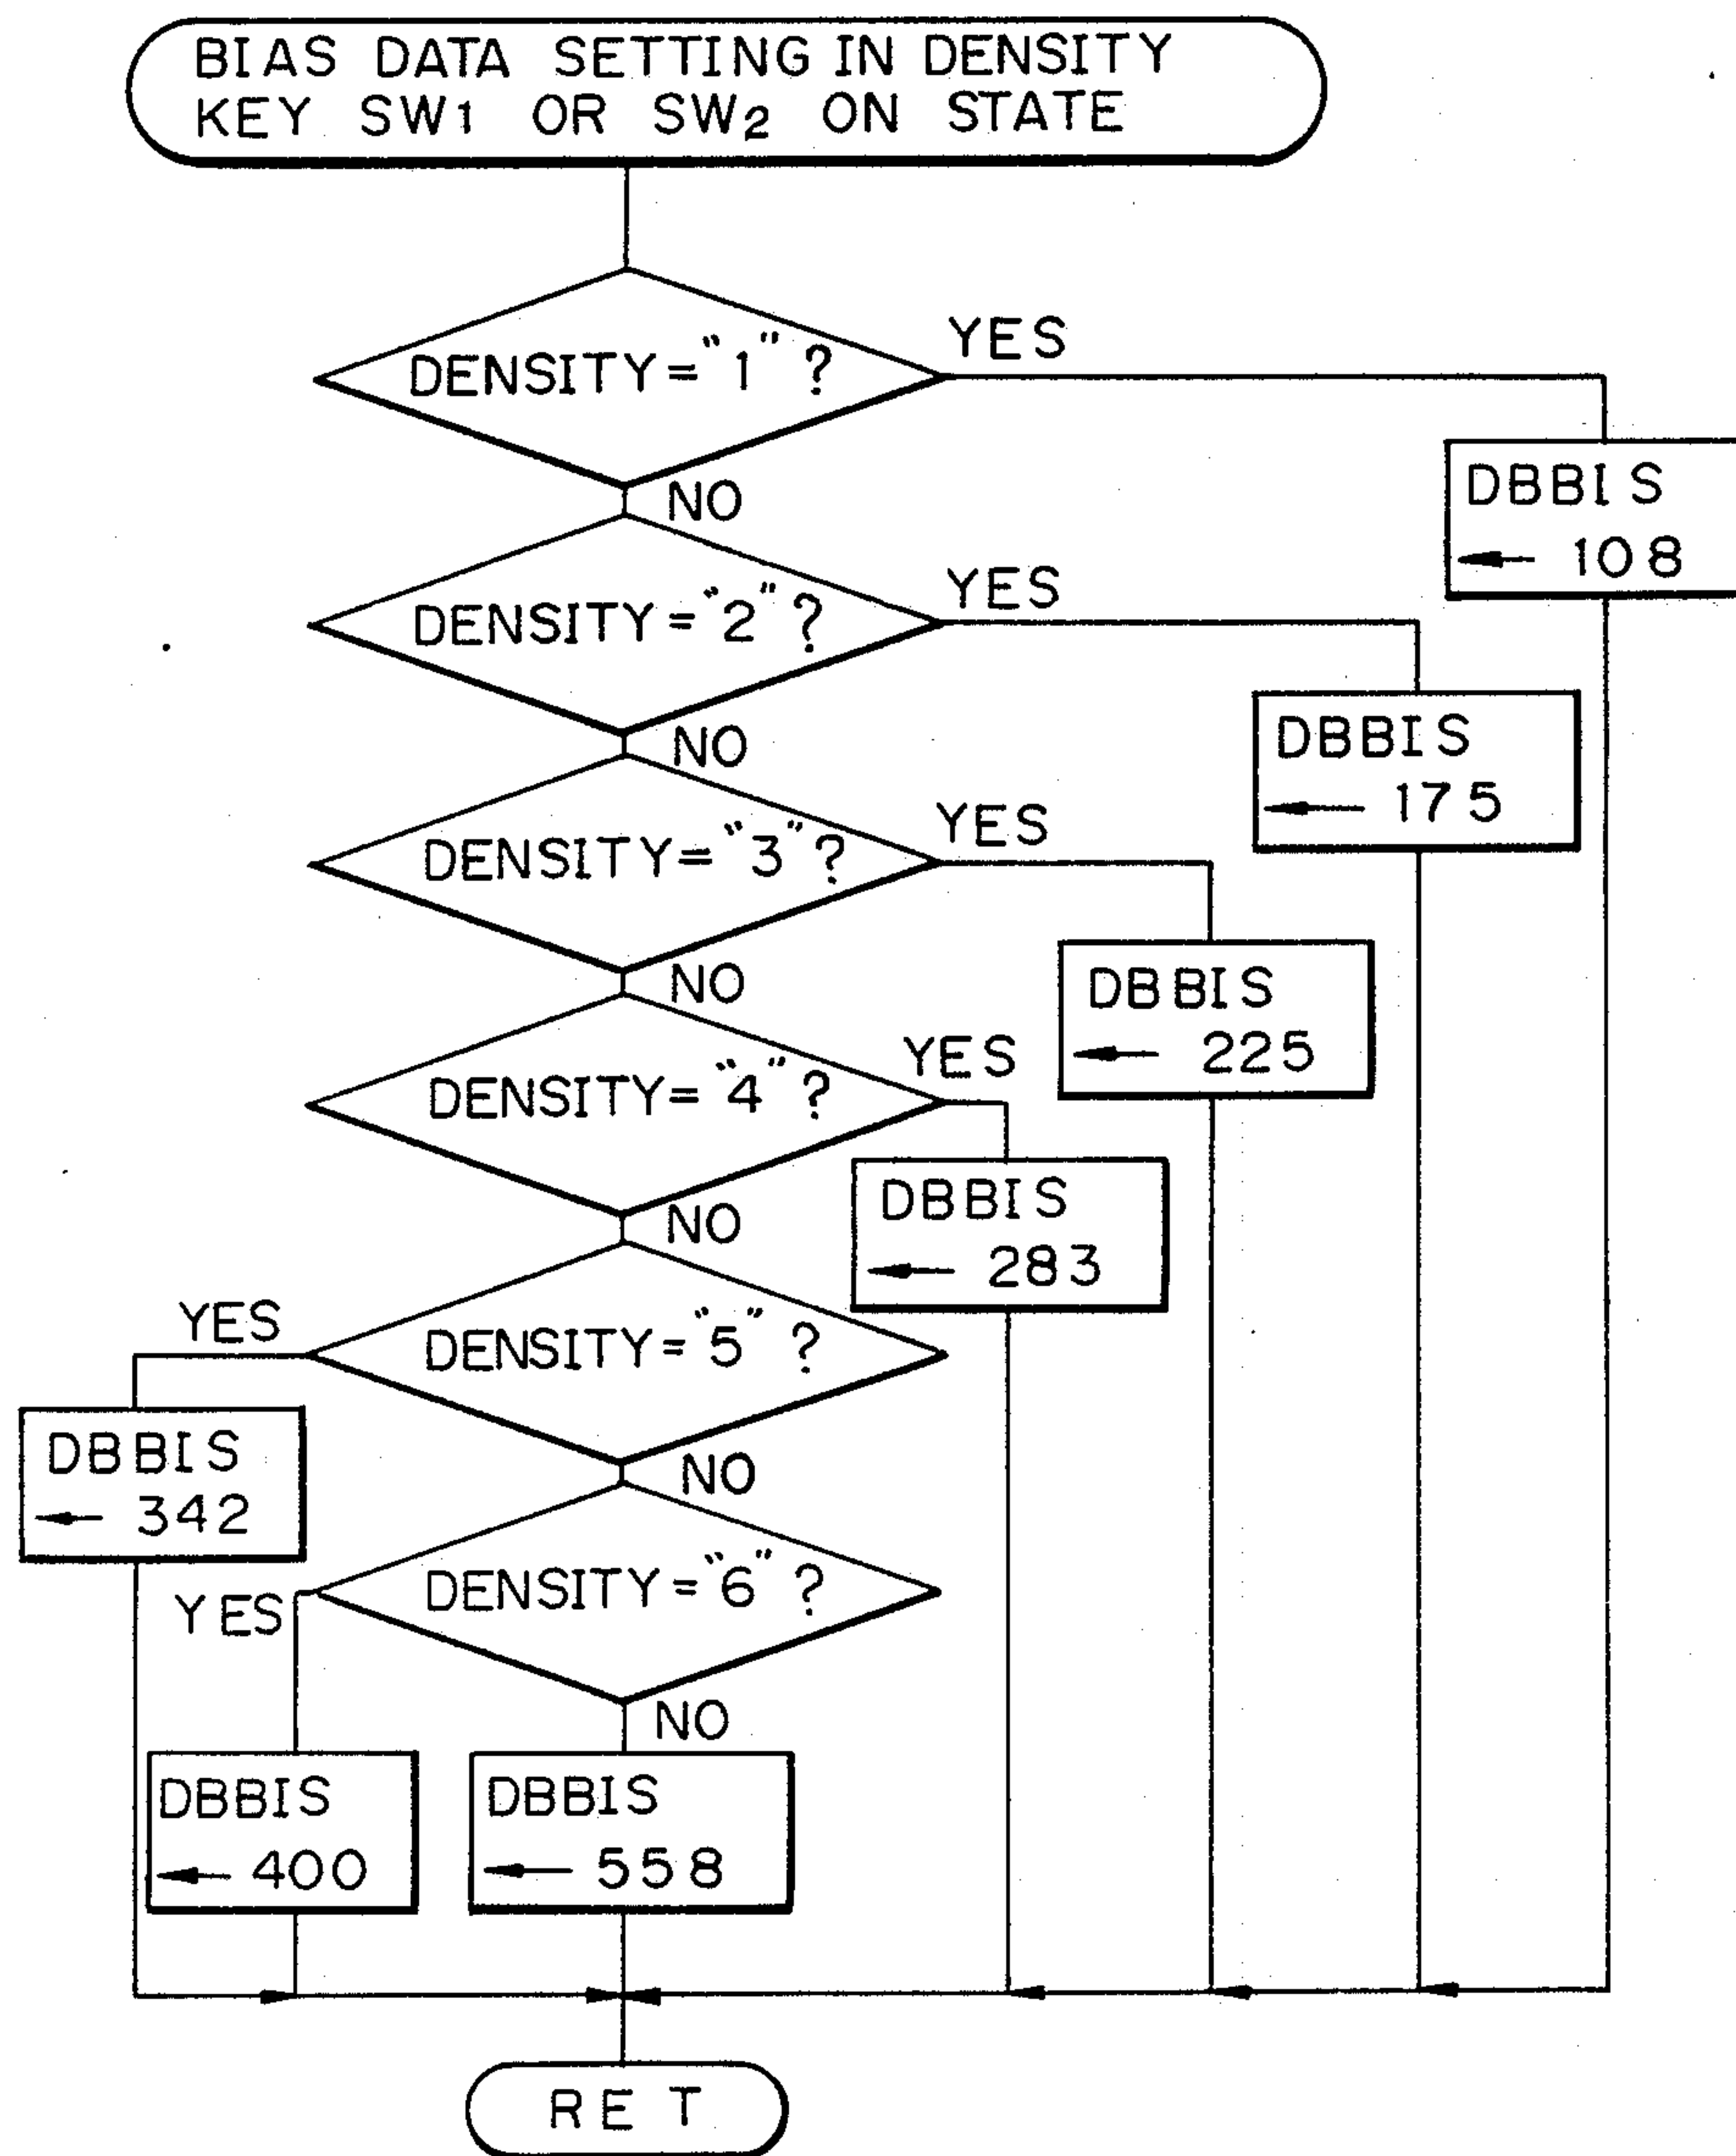 BIAS DATA SETTING IN DENSITY
KEY SW1 OR SW2 ON STATE
DENSITY="1"?
YES
DBBIS
← 108
NO
DENSITY="2"?
YES
DBBIS
← 175
NO
DENSITY="3"?
YES
DBBIS
← 225
NO
DENSITY="4"?
YES
DBBIS
← 283
NO
DENSITY="5"?
YES
DBBIS
← 342
NO
DENSITY="6"?
YES
DBBIS
← 400
NO
DBBIS
← 558
RET